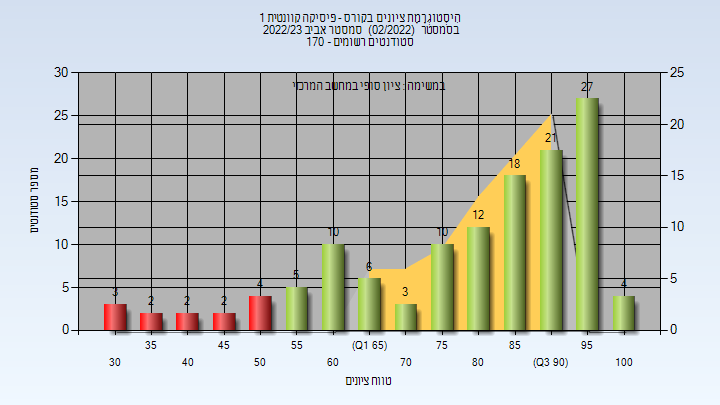 היסטוגרמת ציונים בקורס - פיסיקה קוונטית 1
בסמסטר (02/2022) סמסטר אביב 2022/23
סטודנטים רשומים - 170
במשימה : ציון סופי במחשב המרכזי
30 25 20 15 10 5 0
25 20 15 10 5 0
מספר סטודנטים
3 2 2 2 4 5 10 6 3 10 12 18 21 27 4
35 45 55 (Q1 65) 75 85 95
30 40 50 60 70 80 (Q3 90) 100
טווח ציונים